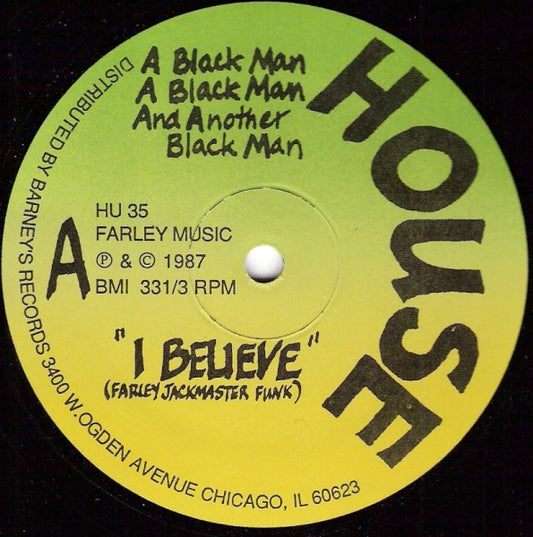 A Black Man
A Black Man
And Another
Black Man
HOUSE
A
HU 35
FARLEY MUSIC
℗ & © 1987
BMI 331/3 RPM
"I BELIEVE"
(FARLEY JACKMASTER FUNK)
DISTRIBUTED BY BARNEY'S RECORDS 3400 W. OGDEN AVENUE CHICAGO, IL 60623